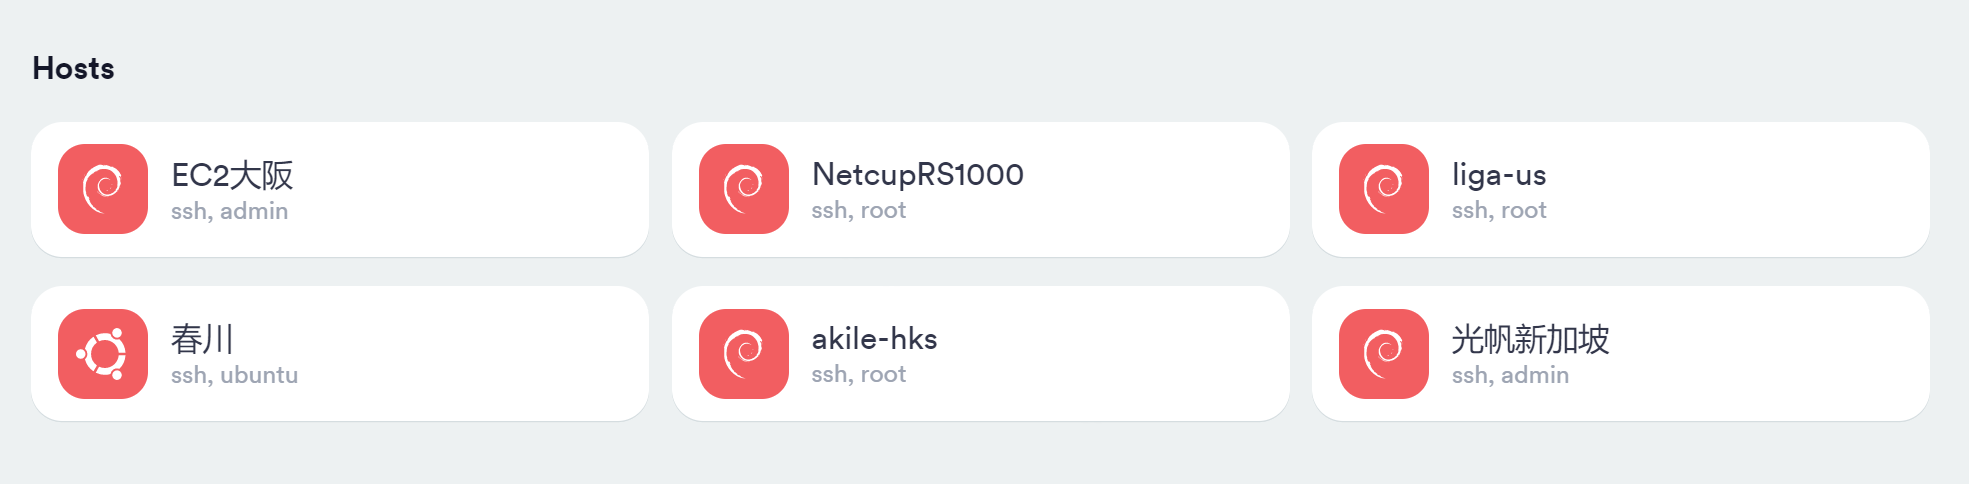 Hosts
EC2大阪
ssh, admin
NetcupRS1000
ssh, root
liga-us
ssh, root
春川
ssh, ubuntu
akile-hks
ssh, root
光帆新加坡
ssh, admin